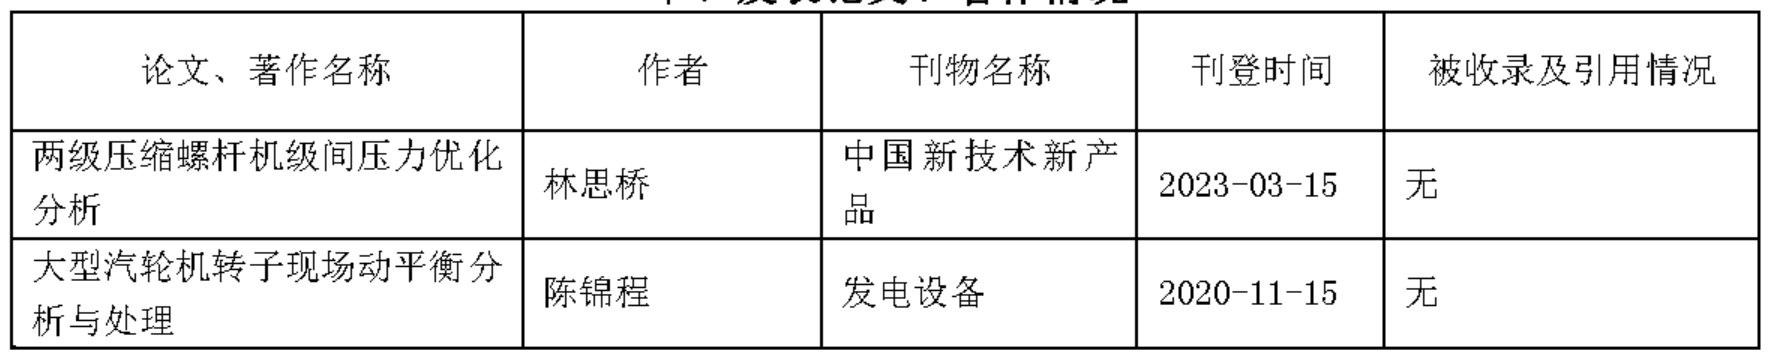 论文、著作名称 作者 刊物名称 刊登时间 被收录及引用情况
两级压缩螺杆机级间压力优化
分析
林思桥
中国新技术新产
品
2023-03-15
无
大型汽轮机转子现场动平衡分
析与处理
陈锦程
发电设备
2020-11-15
无